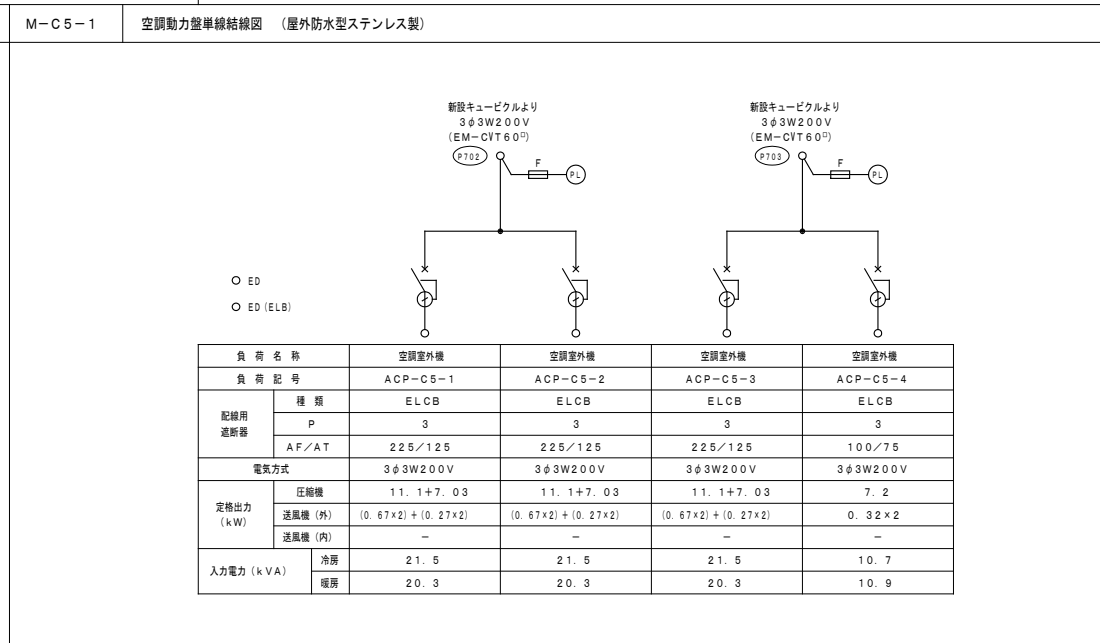 M－C5－1 空調動力盤単線結線図 （屋外防水型ステンレス製）
新設キュービクルより
3φ3W200V
(EM－CVT60□)
P702
F
PL
新設キュービクルより
3φ3W200V
(EM－CVT60□)
P703
F
PL
ED
ED(ELB)
負荷名称 空調室外機 空調室外機 空調室外機 空調室外機
負荷記号 ACP－C5－1 ACP－C5－2 ACP－C5－3 ACP－C5－4
配線用遮断器 種類 ELCB ELCB ELCB ELCB
P 3 3 3 3
AF／AT 225／125 225／125 225／125 100／75
電気方式 3φ3W200V 3φ3W200V 3φ3W200V 3φ3W200V
定格出力（kW） 圧縮機 11.1+7.03 11.1+7.03 11.1+7.03 7.2
送風機（外） (0.67×2)+(0.27×2) (0.67×2)+(0.27×2) (0.67×2)+(0.27×2) 0.32×2
送風機（内） － － － －
入力電力（kVA） 冷房 21.5 21.5 21.5 10.7
暖房 20.3 20.3 20.3 10.9